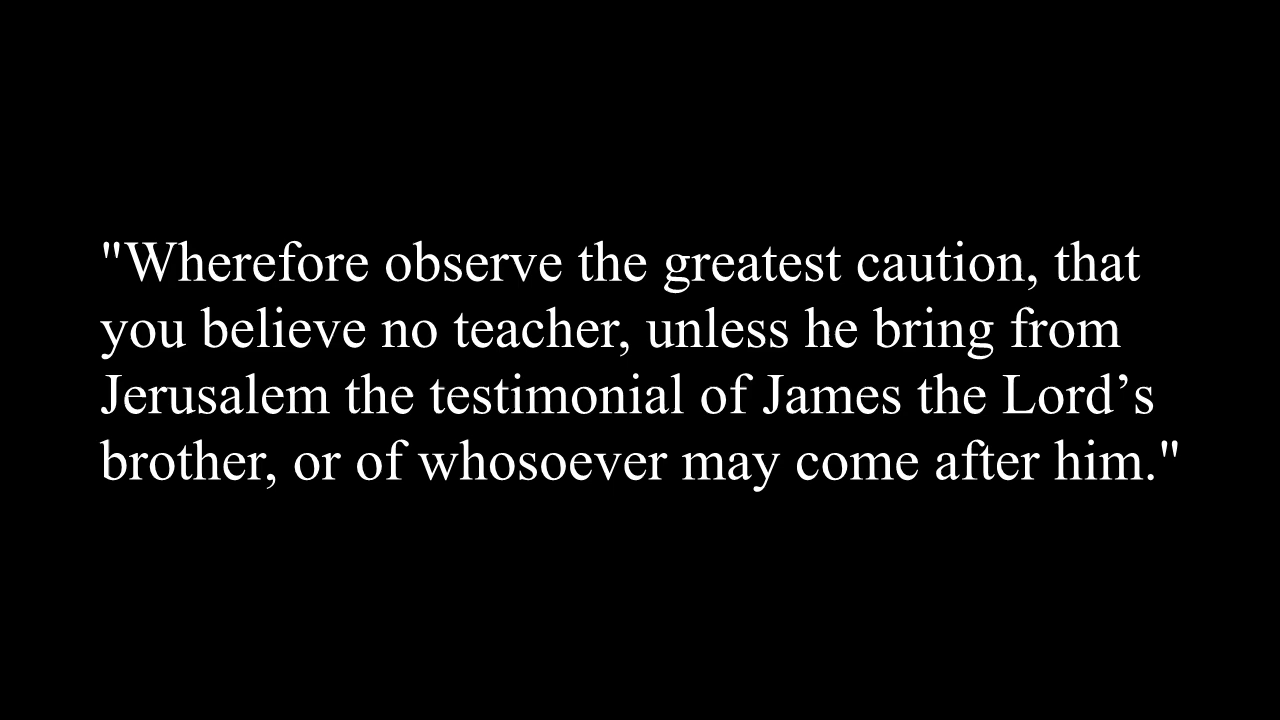 "Wherefore observe the greatest caution, that
you believe no teacher, unless he bring from
Jerusalem the testimonial of James the Lord’s
brother, or of whosoever may come after him."